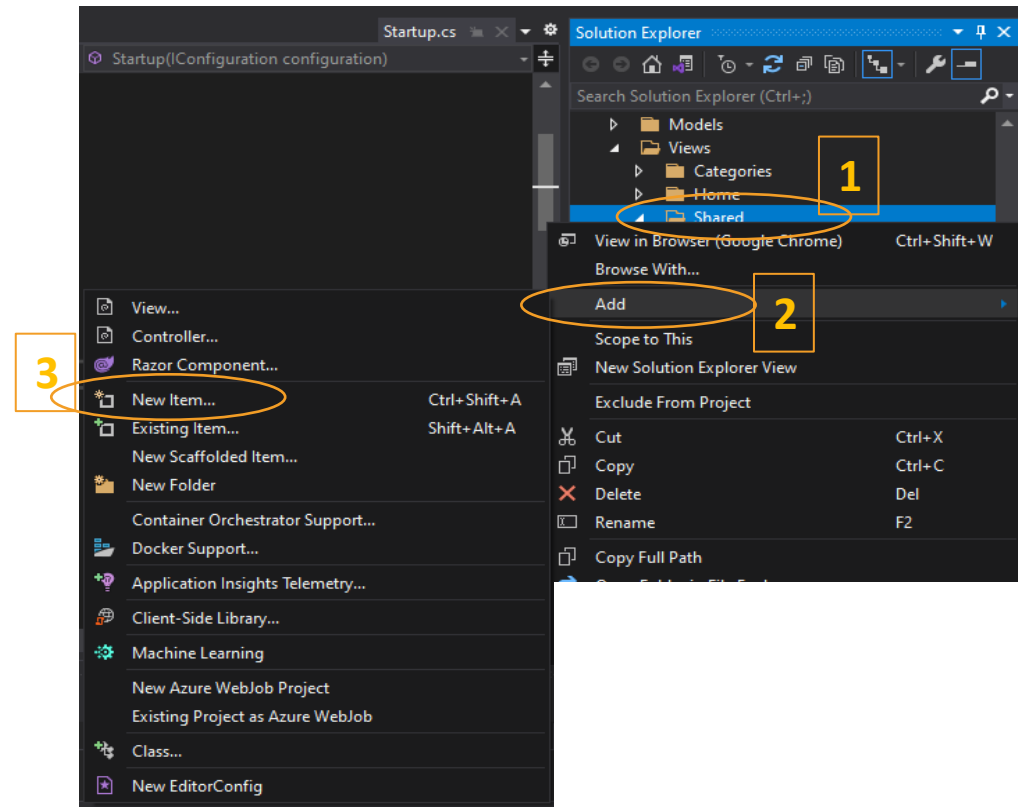 Startup.cs
Startup(IConfiguration configuration)
Solution Explorer
Search Solution Explorer (Ctrl+;)
Models
Views
Categories
Home
Shared
1
View in Browser (Google Chrome) Ctrl+Shift+W
Browse With...
Add
2
Scope to This
New Solution Explorer View
Exclude From Project
Cut Ctrl+X
Copy Ctrl+C
Delete Del
Rename F2
Copy Full Path
3
View...
Controller...
Razor Component...
New Item... Ctrl+Shift+A
Existing Item... Shift+Alt+A
New Scaffolded Item...
New Folder
Container Orchestrator Support...
Docker Support...
Application Insights Telemetry...
Client-Side Library...
Machine Learning
New Azure WebJob Project
Existing Project as Azure WebJob
Class...
New EditorConfig